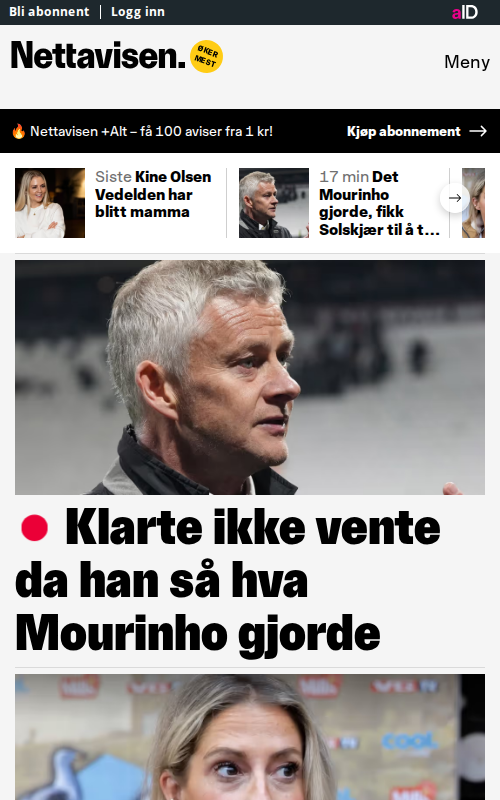 Bli abonnent
Logg inn
aID
Nettavisen.
ØKER
MEST
Meny
Nettavisen +Alt – få 100 aviser fra 1 kr!
Kjøp abonnement
Siste Kine Olsen
Vedelden har
blitt mamma
17 min Det
Mourinho
gjorde, fikk
Solskjær til å t...
Klarte ikke vente
da han så hva
Mourinho gjorde
cool